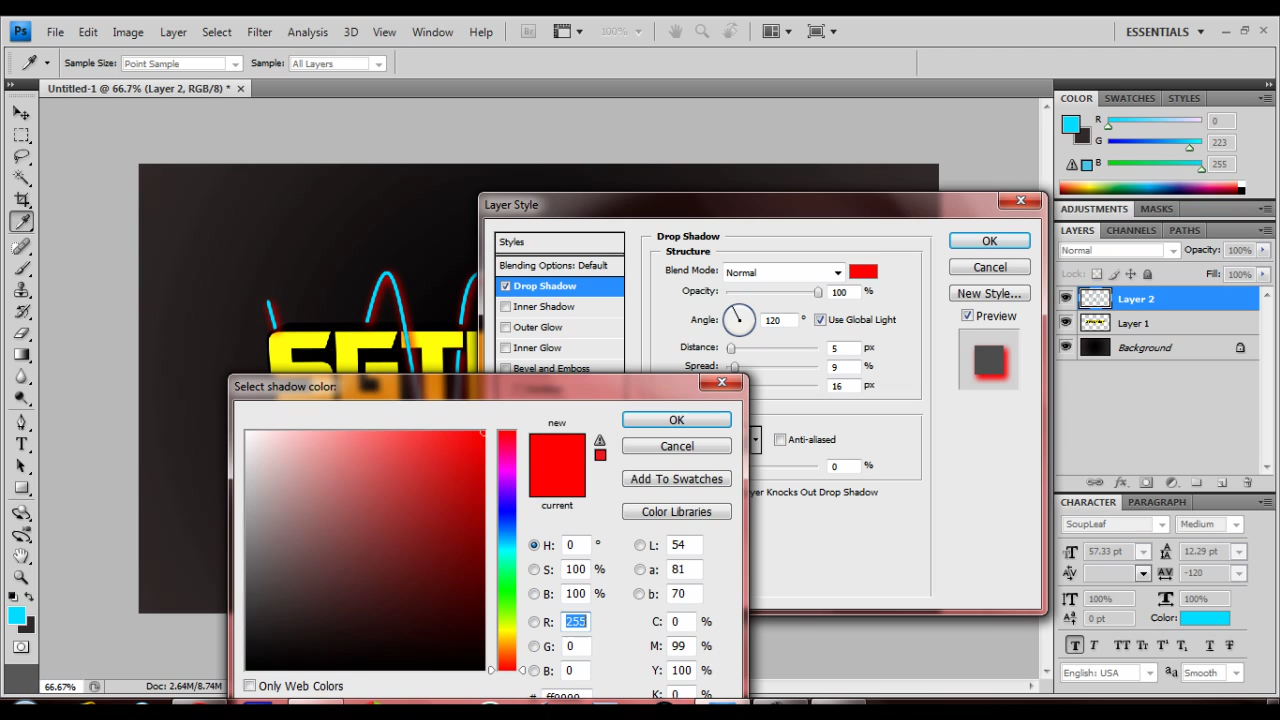 Ps File Edit Image Layer Select Filter Analysis 3D View Window Help Br 100% ESSENTIALS
Sample Size: Point Sample Sample: All Layers
Untitled-1 @ 66.7% (Layer 2, RGB/8) *
COLOR SWATCHES STYLES
R 0
G 223
B 255
ADJUSTMENTS MASKS
LAYERS CHANNELS PATHS
Normal Opacity: 100%
Lock: Fill: 100%
Layer 2
Layer 1
Background
CHARACTER PARAGRAPH
SoupLeaf Medium
57.33 pt 12.29 pt
-120
100% 100%
0 pt Color:
T T TT Tr T¹ T₁ T T
English: USA aa Smooth
Layer Style
Styles
Blending Options: Default
Drop Shadow
Inner Shadow
Outer Glow
Inner Glow
Bevel and Emboss
Drop Shadow
Structure
Blend Mode: Normal
Opacity: 100 %
Angle: 120 ° Use Global Light
Distance: 5 px
Spread: 9 %
16 px
Anti-aliased
0 %
yer Knocks Out Drop Shadow
OK
Cancel
New Style...
Preview
Select shadow color:
new
current
OK
Cancel
Add To Swatches
Color Libraries
H: 0 ° L: 54
S: 100 % a: 81
B: 100 % b: 70
R: 255 C: 0 %
G: 0 M: 99 %
B: 0 Y: 100 %
# ff0000 K: 0 %
Only Web Colors
66.67% Doc: 2.64M/8.74M